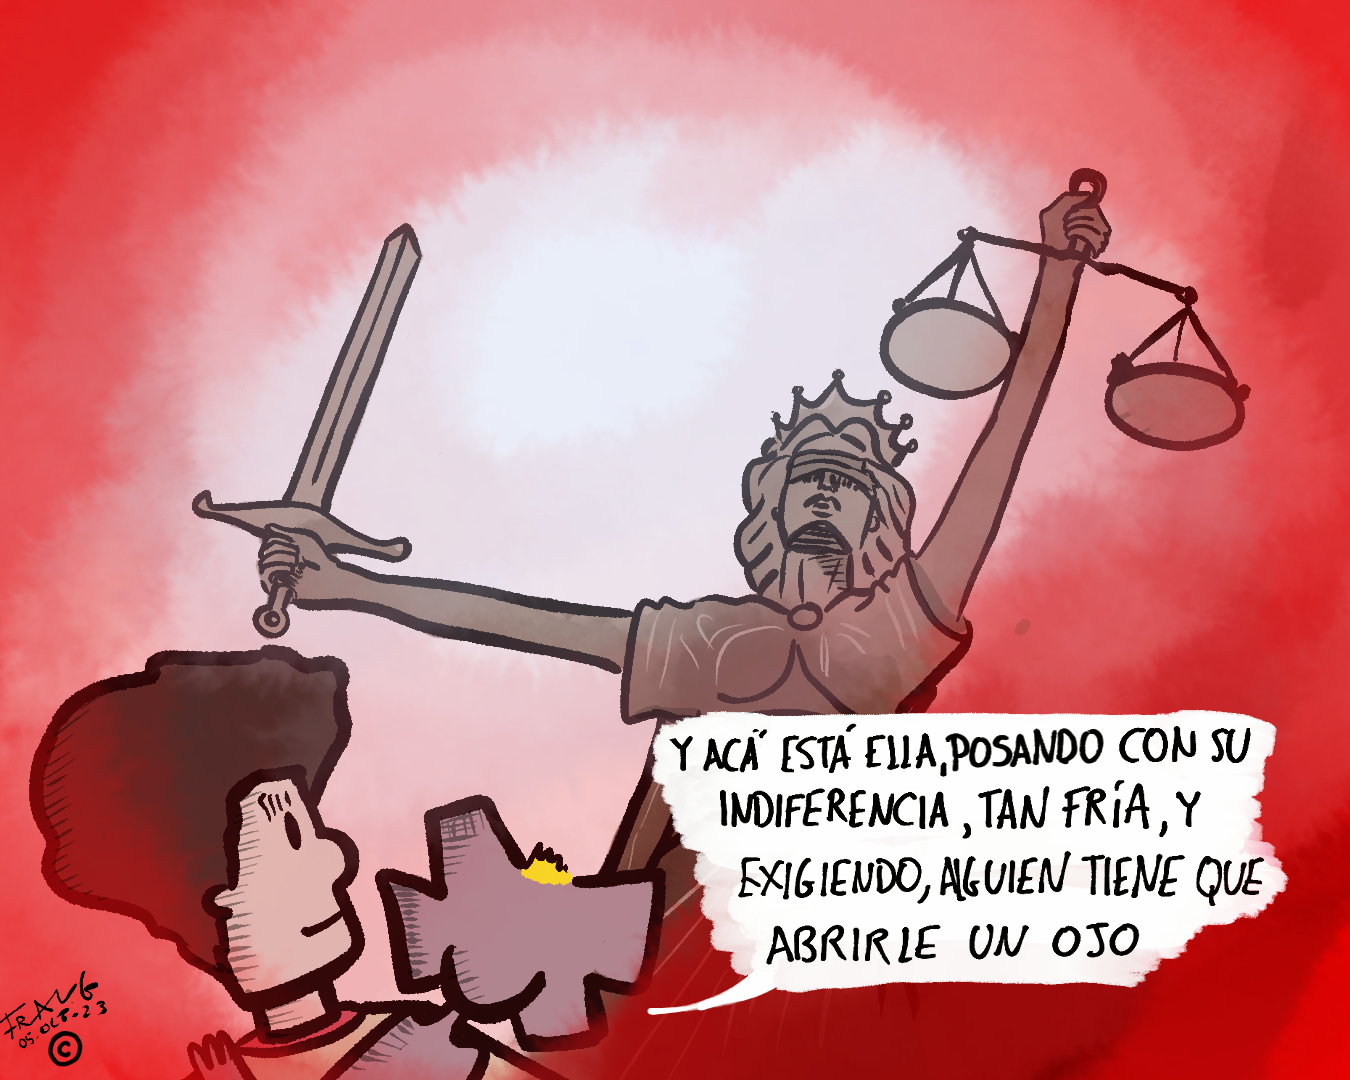 Y ACÁ ESTÁ ELLA, POSANDO CON SU
INDIFERENCIA, TAN FRÍA, Y
EXIGIENDO, ALGUIEN TIENE QUE
ABRIRLE UN OJO
FRAVG
05-OCT-23
©